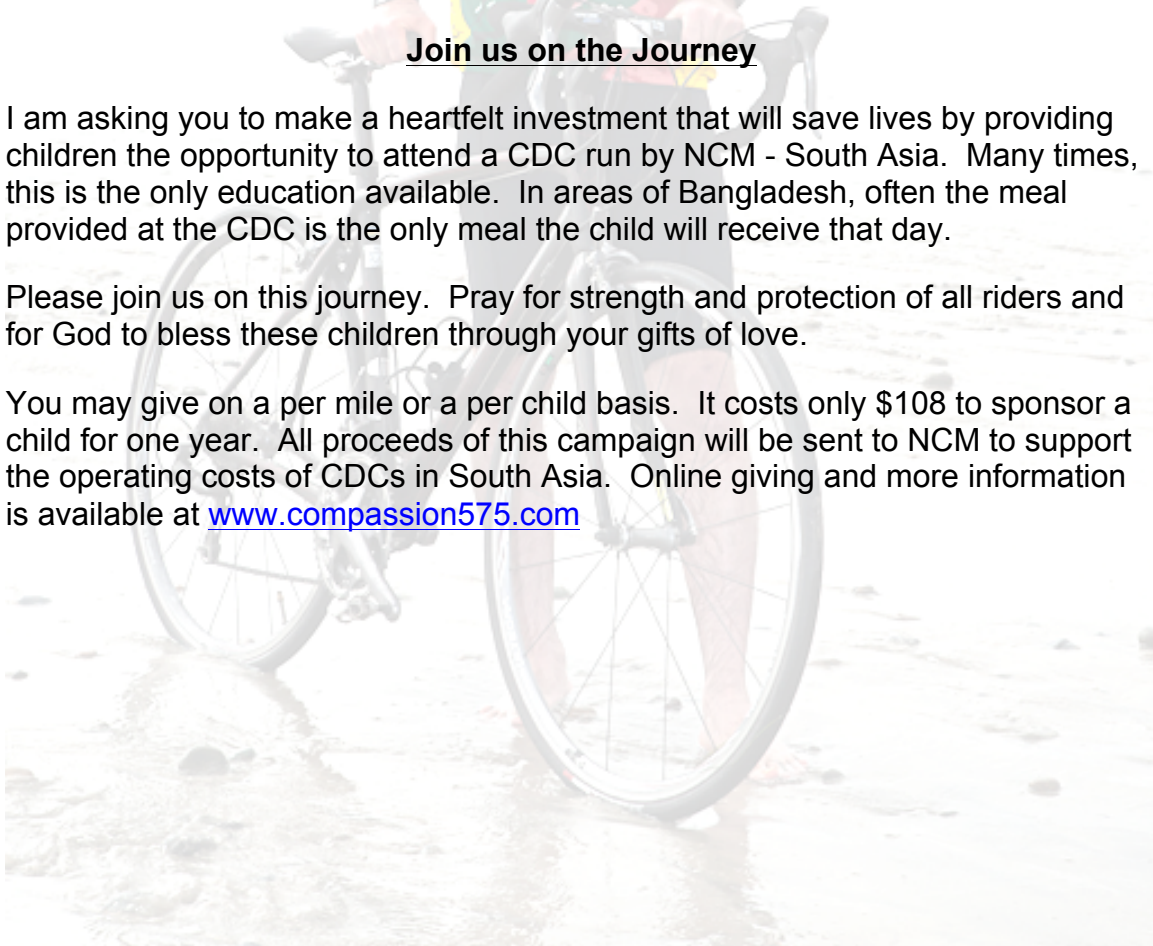 Join us on the Journey
I am asking you to make a heartfelt investment that will save lives by providing
children the opportunity to attend a CDC run by NCM - South Asia.  Many times,
this is the only education available.  In areas of Bangladesh, often the meal
provided at the CDC is the only meal the child will receive that day.
Please join us on this journey.  Pray for strength and protection of all riders and
for God to bless these children through your gifts of love.
You may give on a per mile or a per child basis.  It costs only $108 to sponsor a
child for one year.  All proceeds of this campaign will be sent to NCM to support
the operating costs of CDCs in South Asia.  Online giving and more information
is available at www.compassion575.com